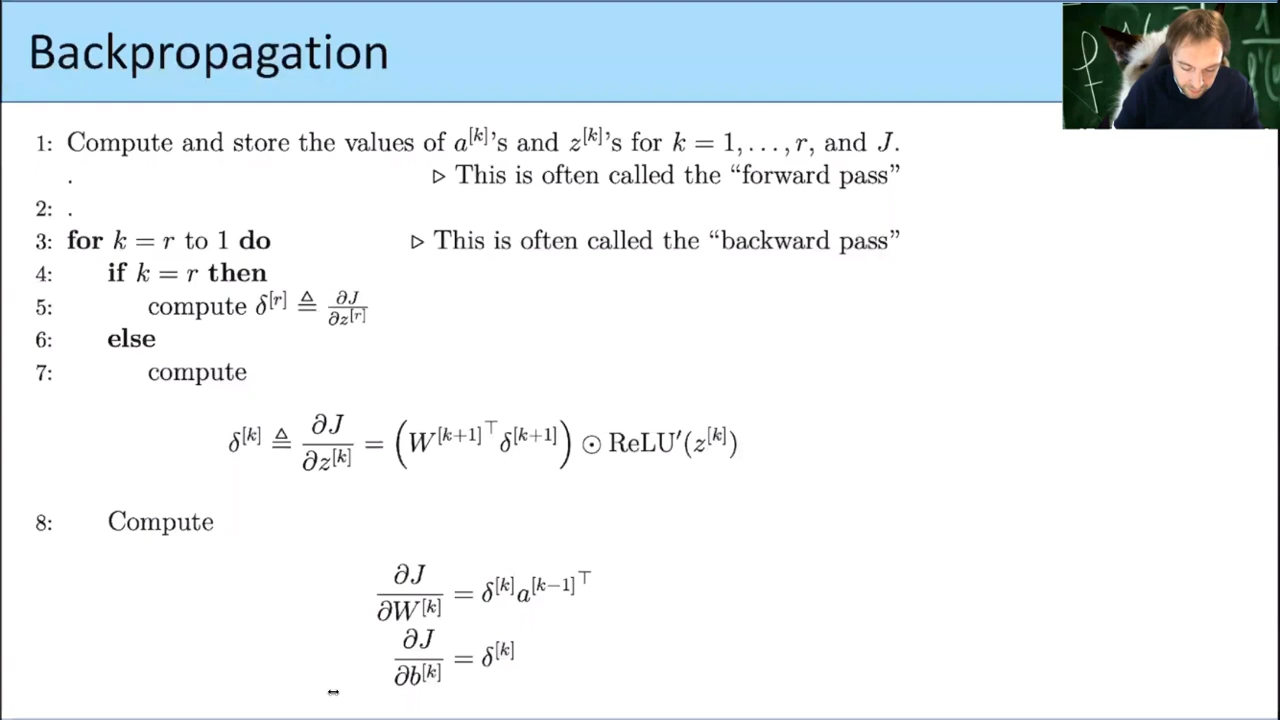 Backpropagation
1: Compute and store the values of a^[k]'s and z^[k]'s for k = 1, . . . , r, and J.
. ▷ This is often called the “forward pass”
2: .
3: for k = r to 1 do ▷ This is often called the “backward pass”
4: if k = r then
5: compute δ^[r] ≜ ∂J/∂z^[r]
6: else
7: compute
δ^[k] ≜ ∂J/∂z^[k] = (W^[k+1]^⊤ δ^[k+1]) ⊙ ReLU′(z^[k])
8: Compute
∂J/∂W^[k] = δ^[k] a^[k−1]^⊤
∂J/∂b^[k] = δ^[k]